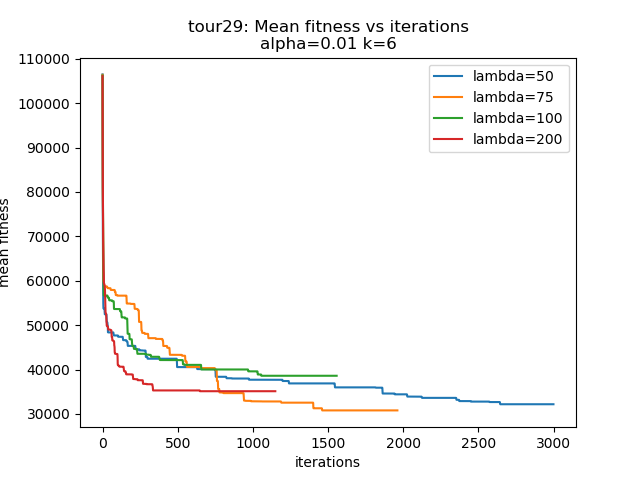 tour29: Mean fitness vs iterations
alpha=0.01 k=6
110000
100000
90000
80000
70000
60000
50000
40000
30000
mean fitness
lambda=50
lambda=75
lambda=100
lambda=200
0
500
1000
1500
2000
2500
3000
iterations